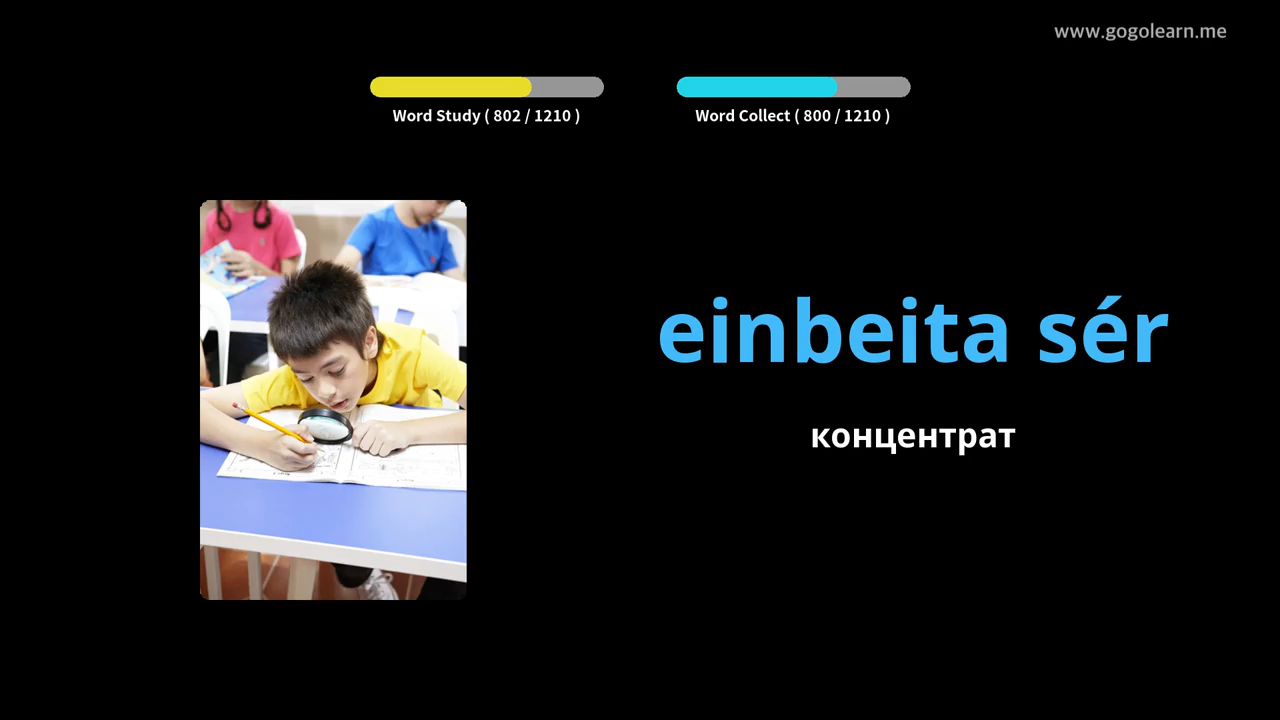 www.gogolearn.me
Word Study ( 802 / 1210 )
Word Collect ( 800 / 1210 )
einbeita sér
концентрат